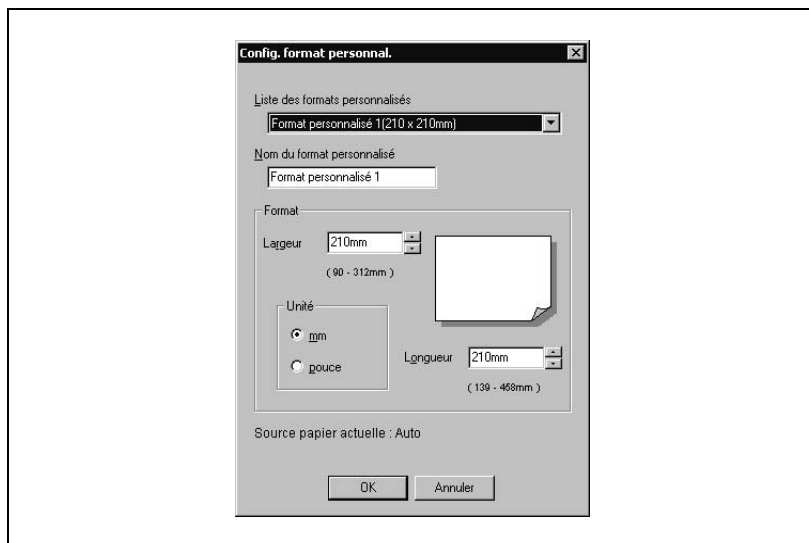 Config. format personnal.
Liste des formats personnalisés
Format personnalisé 1(210 x 210mm)
Nom du format personnalisé
Format personnalisé 1
Format
Largeur
210mm
( 90 - 312mm )
Unité
mm
pouce
Longueur
210mm
( 139 - 458mm )
Source papier actuelle : Auto
OK
Annuler